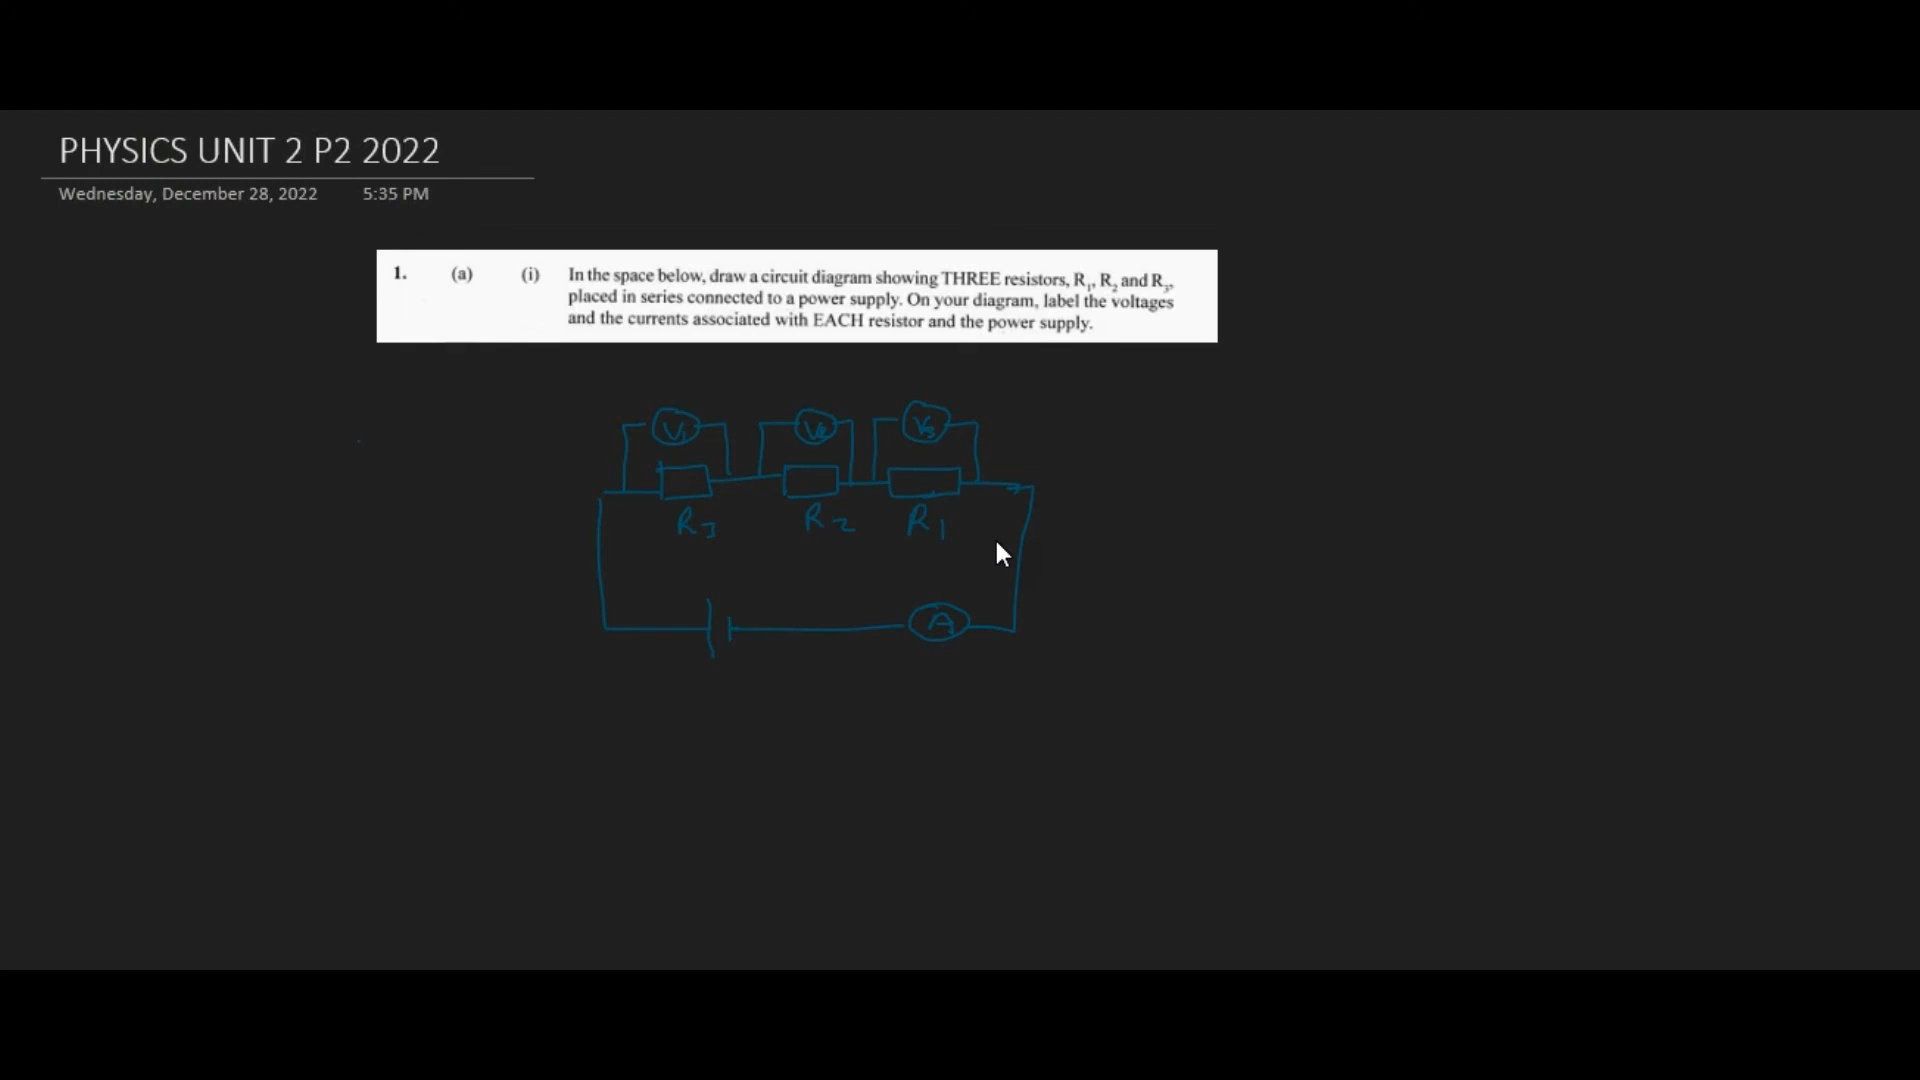 PHYSICS UNIT 2 P2 2022
Wednesday, December 28, 2022 5:35 PM
1. (a) (i) In the space below, draw a circuit diagram showing THREE resistors, R₁, R₂ and R₃,
placed in series connected to a power supply. On your diagram, label the voltages
and the currents associated with EACH resistor and the power supply.
V₁ V₂ V₃
R₃ R₂ R₁
A